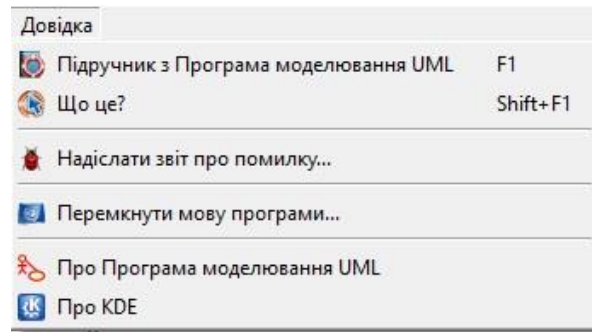 Довідка
Підручник з Програма моделювання UML F1
Що це? Shift+F1
Надіслати звіт про помилку...
Перемкнути мову програми...
Про Програма моделювання UML
Про KDE